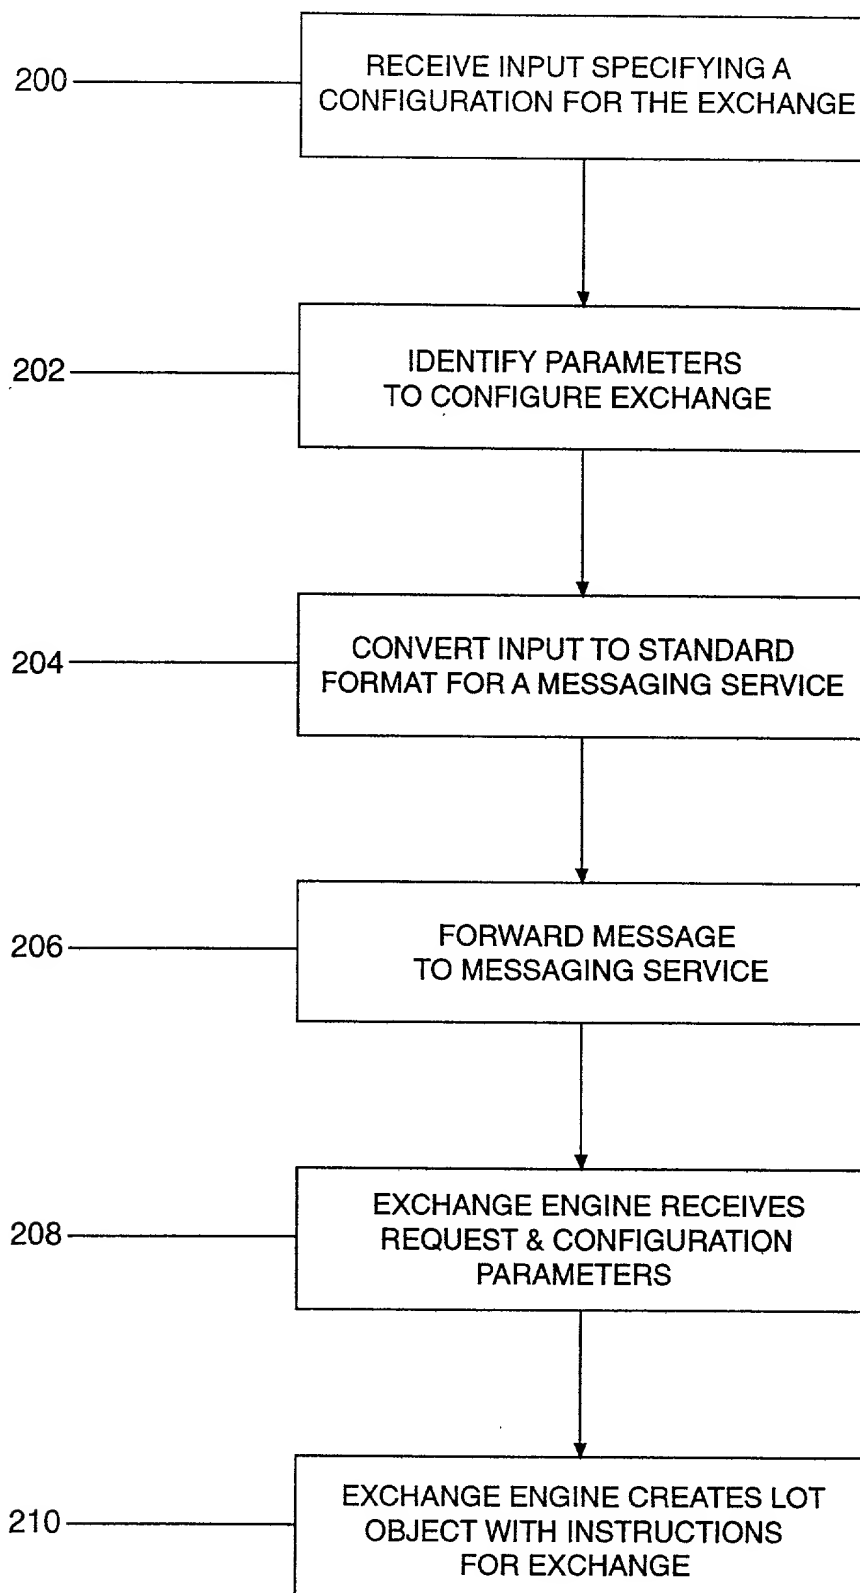 200
RECEIVE INPUT SPECIFYING A
CONFIGURATION FOR THE EXCHANGE
202
IDENTIFY PARAMETERS
TO CONFIGURE EXCHANGE
204
CONVERT INPUT TO STANDARD
FORMAT FOR A MESSAGING SERVICE
206
FORWARD MESSAGE
TO MESSAGING SERVICE
208
EXCHANGE ENGINE RECEIVES
REQUEST & CONFIGURATION
PARAMETERS
210
EXCHANGE ENGINE CREATES LOT
OBJECT WITH INSTRUCTIONS
FOR EXCHANGE